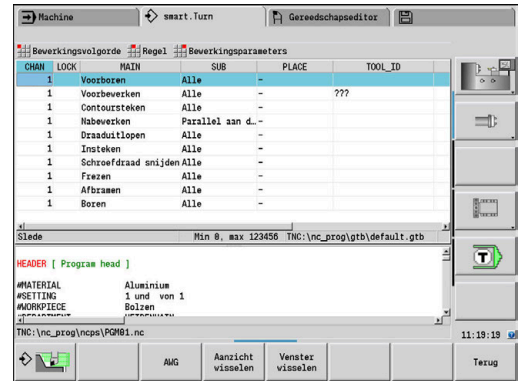 Machine smart.Turn Gereedschapseditor
Bewerkingsvolgorde Regel Bewerkingsparameters
CHAN LOCK MAIN SUB PLACE TOOL_ID
1 Voorboren Alle -
1 Voorbewerken Alle - ???
1 Contoursteken Alle -
1 Nabewerken Parallel aan d… -
1 Draaduitlopen Alle -
1 Insteken Alle -
1 Schroefdraad snijden Alle -
1 Frezen Alle -
1 Afbramen Alle -
1 Boren Alle -
Slede Min 0, max 123456 TNC:\nc_prog\gtb\default.gtb
HEADER [ Program head ]
#MATERIAL Aluminium
#SETTING 1 und von 1
#WORKPIECE Bolzen
TNC:\nc_prog\ncps\PGM01.nc
11:19:19
AWG
Aanzicht wisselen
Venster wisselen
Terug